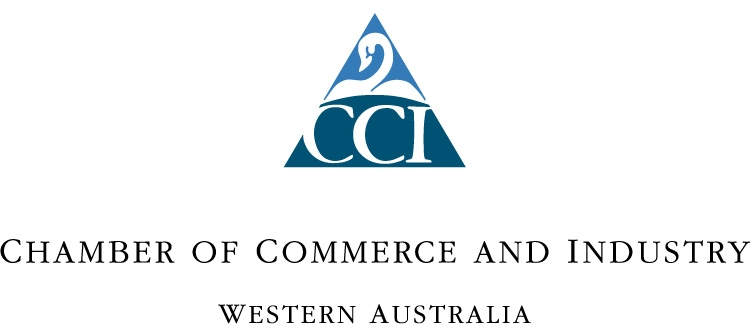 CCI
CHAMBER OF COMMERCE AND INDUSTRY
WESTERN AUSTRALIA